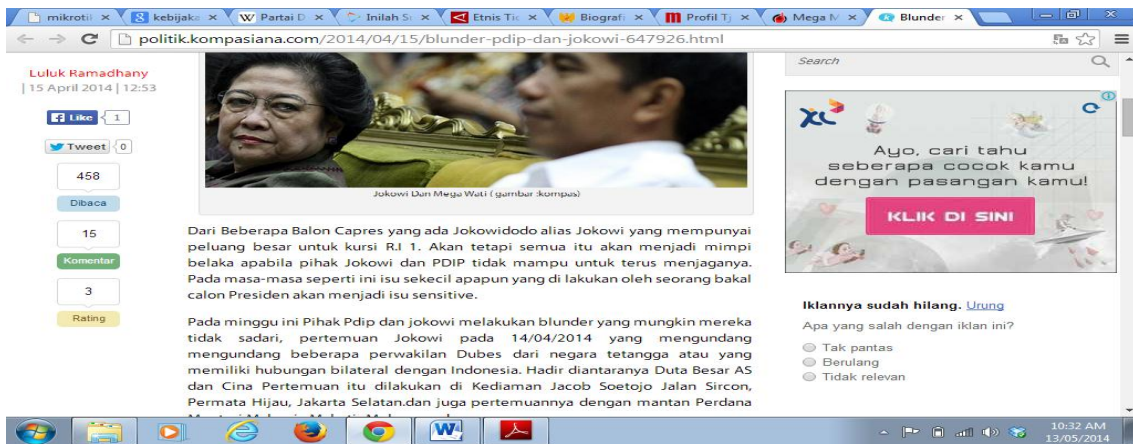 mikroti
kebijaka
Partai D
Inilah S
Etnis Tic
Biografi
Profil Tj
Mega M
Blunder
politik.kompasiana.com/2014/04/15/blunder-pdip-dan-jokowi-647926.html
Luluk Ramadhany
| 15 April 2014 | 12:53
Like 1
Tweet 0
458
Dibaca
15
Komentar
3
Rating
Jokowi Dan Mega Wati ( gambar :kompas)
Dari Beberapa Balon Capres yang ada Jokowidodo alias Jokowi yang mempunyai
peluang besar untuk kursi R.I 1. Akan tetapi semua itu akan menjadi mimpi
belaka apabila pihak Jokowi dan PDIP tidak mampu untuk terus menjaganya.
Pada masa-masa seperti ini isu sekecil apapun yang di lakukan oleh seorang bakal
calon Presiden akan menjadi isu sensitive.
Pada minggu ini Pihak Pdip dan jokowi melakukan blunder yang mungkin mereka
tidak sadari, pertemuan Jokowi pada 14/04/2014 yang mengundang
mengundang beberapa perwakilan Dubes dari negara tetangga atau yang
memiliki hubungan bilateral dengan Indonesia. Hadir diantaranya Duta Besar AS
dan Cina Pertemuan itu dilakukan di Kediaman Jacob Soetojo Jalan Sircon,
Permata Hijau, Jakarta Selatan.dan juga pertemuannya dengan mantan Perdana
Search
XL
Ayo, cari tahu
seberapa cocok kamu
dengan pasangan kamu!
KLIK DI SINI
Iklannya sudah hilang. Urung
Apa yang salah dengan iklan ini?
Tak pantas
Berulang
Tidak relevan
10:32 AM
13/05/2014